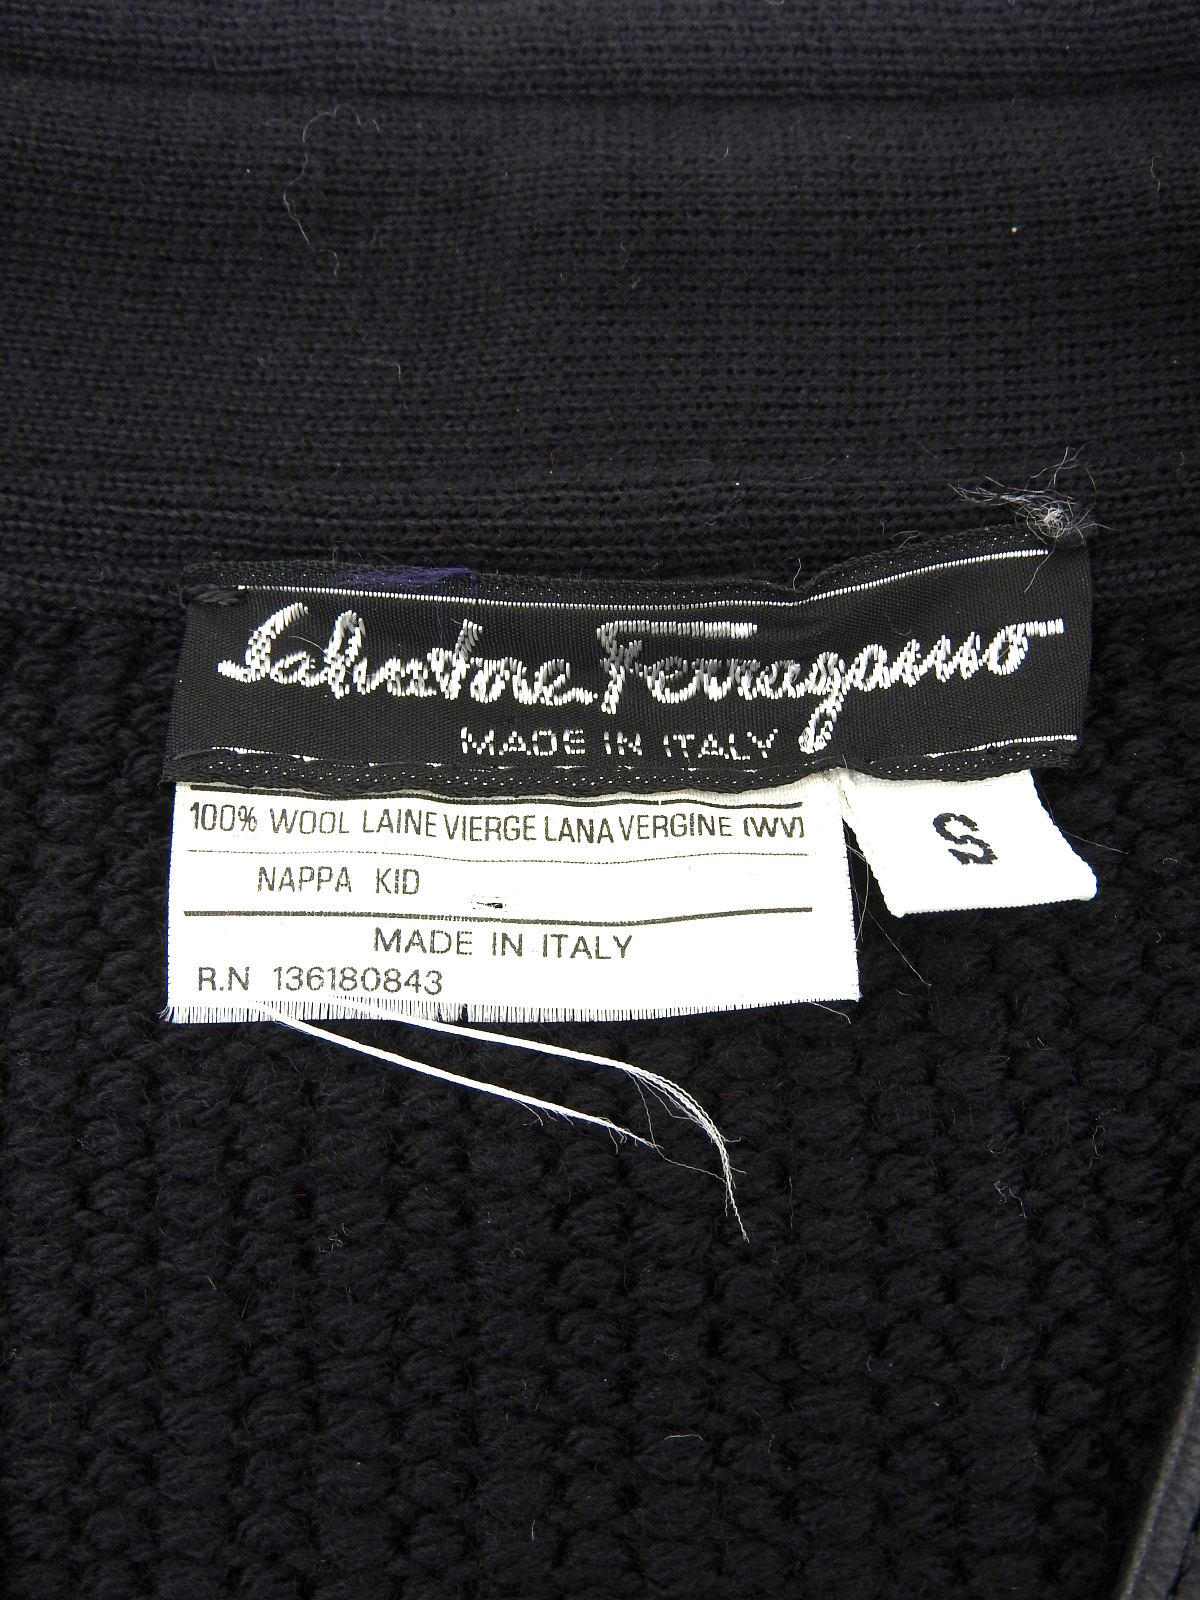 Salvatore Ferragamo
MADE IN ITALY
100% WOOL LAINE VIERGE LANA VERGINE (WV)
S
NAPPA KID
MADE IN ITALY
R.N 136180843